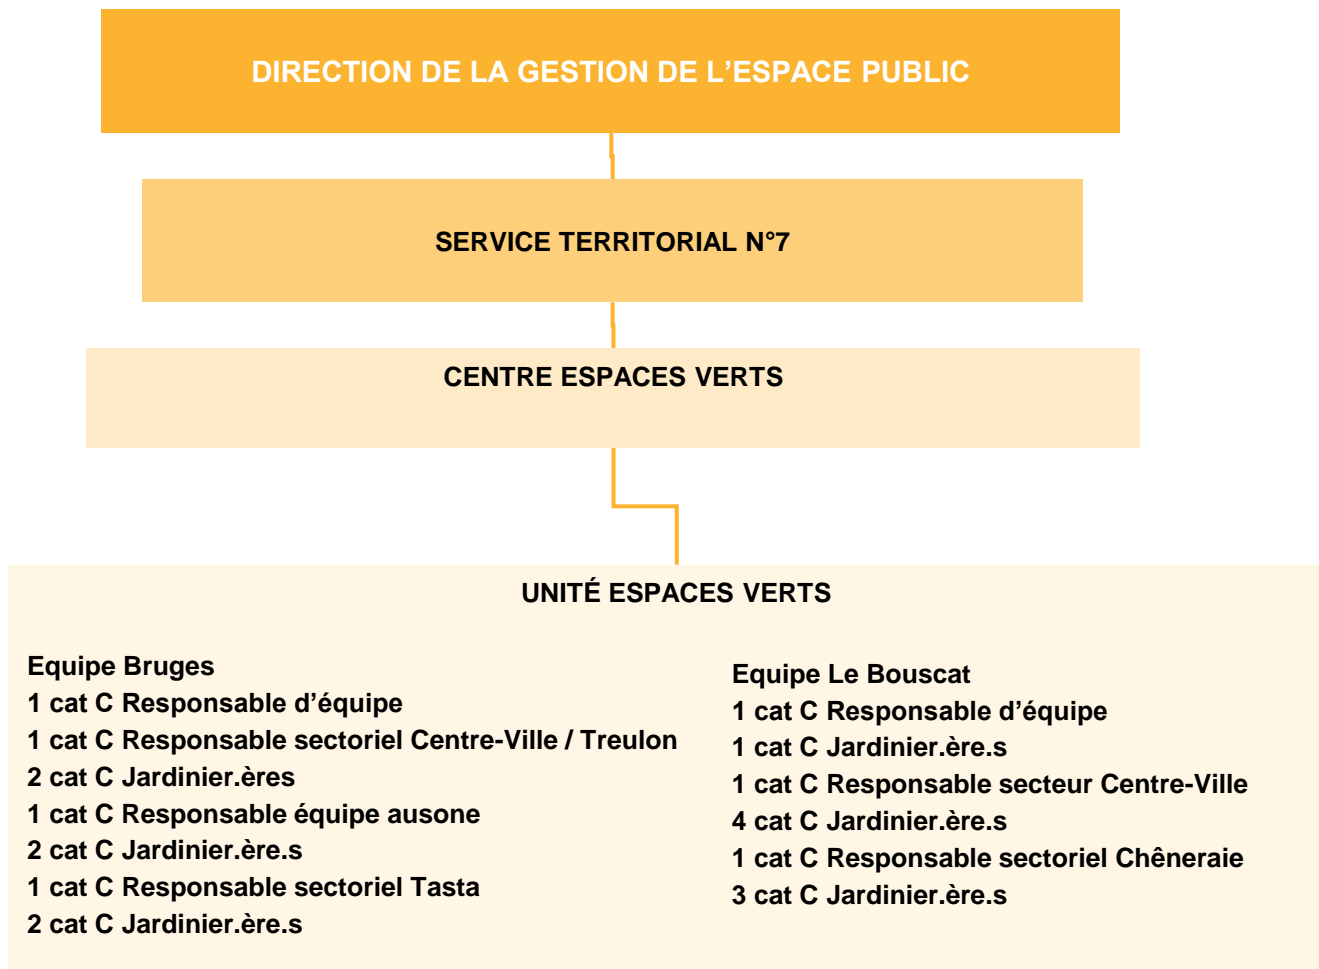 DIRECTION DE LA GESTION DE L’ESPACE PUBLIC
SERVICE TERRITORIAL N°7
CENTRE ESPACES VERTS
UNITÉ ESPACES VERTS
Equipe Bruges
1 cat C Responsable d’équipe
1 cat C Responsable sectoriel Centre-Ville / Treulon
2 cat C Jardinier.ères
1 cat C Responsable équipe ausone
2 cat C Jardinier.ère.s
1 cat C Responsable sectoriel Tasta
2 cat C Jardinier.ère.s
Equipe Le Bouscat
1 cat C Responsable d’équipe
1 cat C Jardinier.ère.s
1 cat C Responsable secteur Centre-Ville
4 cat C Jardinier.ère.s
1 cat C Responsable sectoriel Chêneraie
3 cat C Jardinier.ère.s